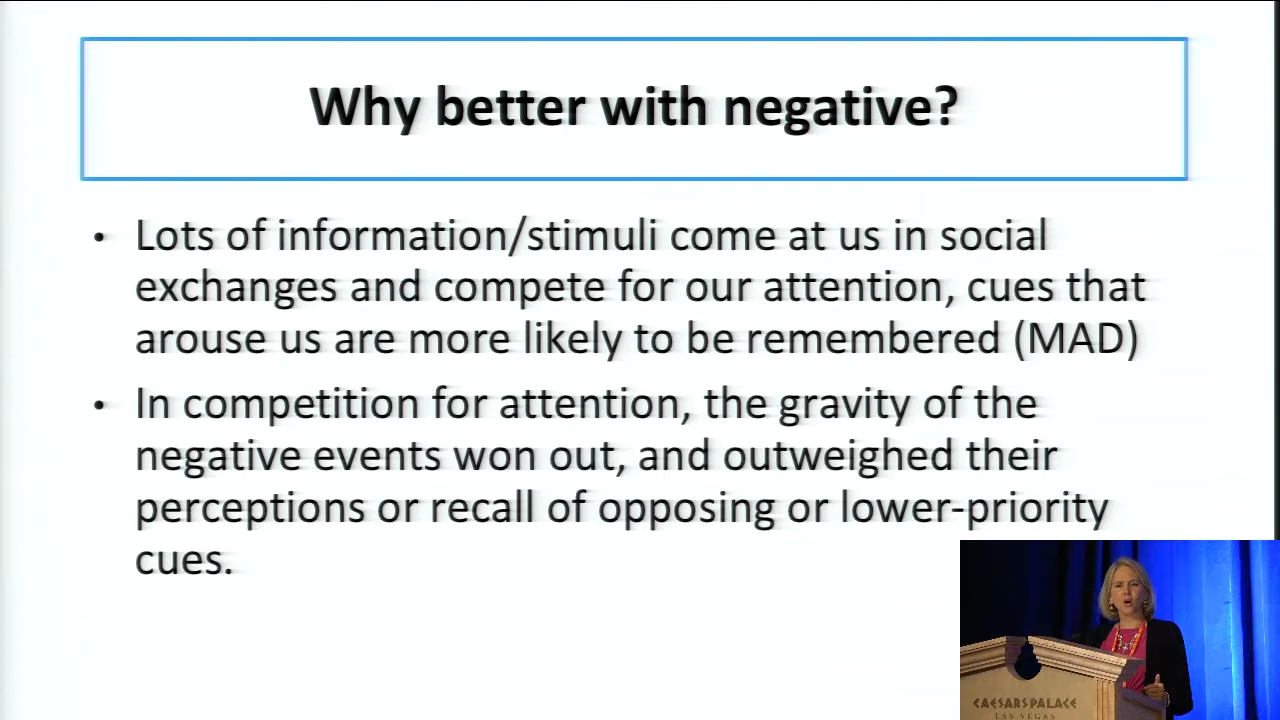 Why better with negative?
• Lots of information/stimuli come at us in social
exchanges and compete for our attention, cues that
arouse us are more likely to be remembered (MAD)
• In competition for attention, the gravity of the
negative events won out, and outweighed their
perceptions or recall of opposing or lower-priority
cues.
CAESARS PALACE
LAS VEGAS